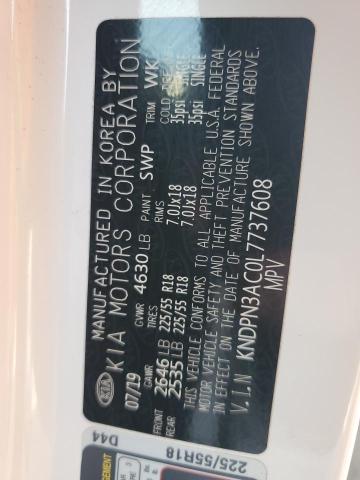 MANUFACTURED IN KOREA BY
KIA KIA MOTORS CORPORATION
07/19 GVWR 4630 LB PAINT SWP TRIM WK
GAWR TIRES RIMS
FRONT 2646 LB 225/55 R18 7.0Jx18 35psi SINGLE
REAR 2535 LB 225/55 R18 7.0Jx18 35psi SINGLE
THIS VEHICLE CONFORMS TO ALL APPLICABLE U.S.A. FEDERAL
MOTOR VEHICLE SAFETY AND THEFT PREVENTION STANDARDS
IN EFFECT ON THE DATE OF MANUFACTURE SHOWN ABOVE.
V.I.N KNDPN3AC0L7737608
MPV
D44
225/55R18